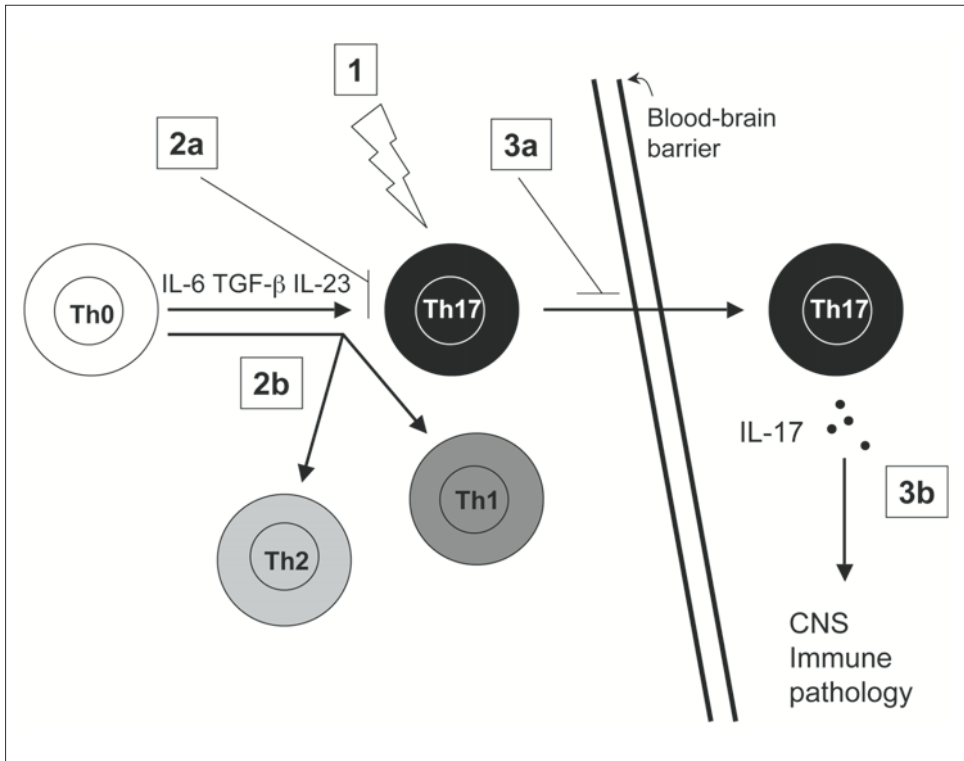 1
2a
3a
Blood-brain
barrier
IL-6 TGF-β IL-23
Th0
Th17
Th17
2b
IL-17
3b
Th1
Th2
CNS
Immune
pathology